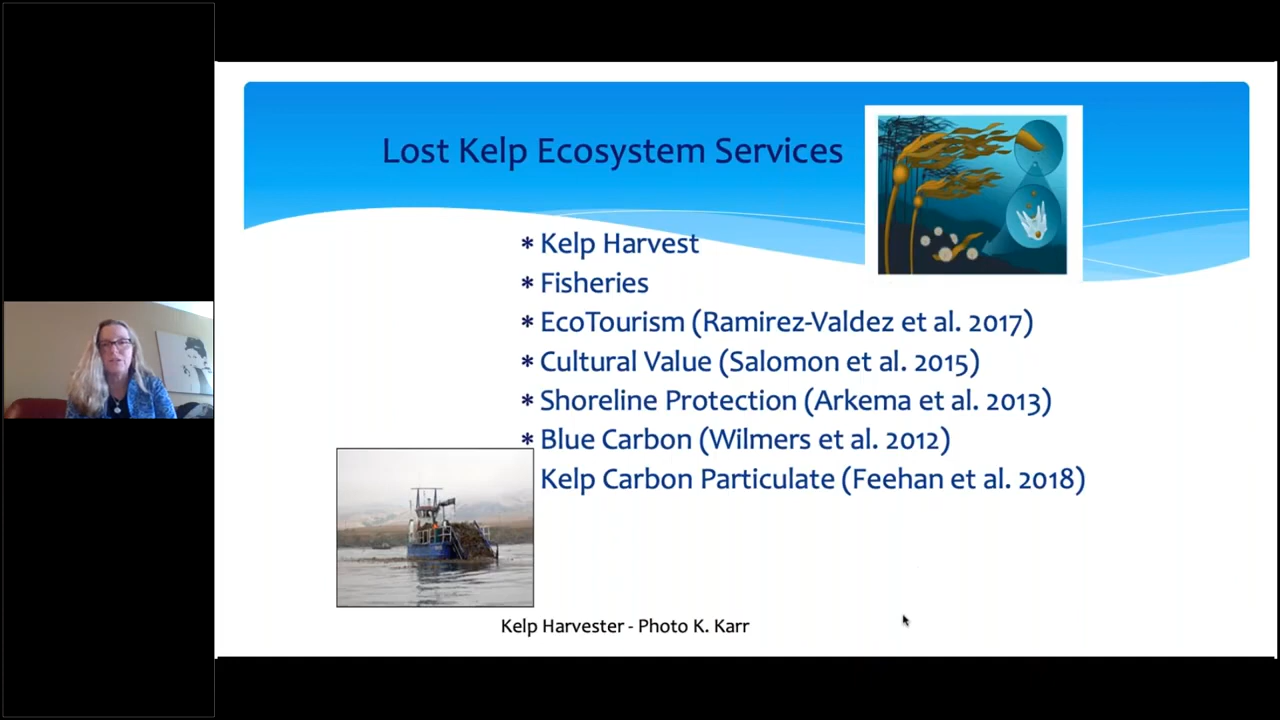 Lost Kelp Ecosystem Services
* Kelp Harvest
* Fisheries
* EcoTourism (Ramirez-Valdez et al. 2017)
* Cultural Value (Salomon et al. 2015)
* Shoreline Protection (Arkema et al. 2013)
* Blue Carbon (Wilmers et al. 2012)
Kelp Carbon Particulate (Feehan et al. 2018)
Kelp Harvester - Photo K. Karr